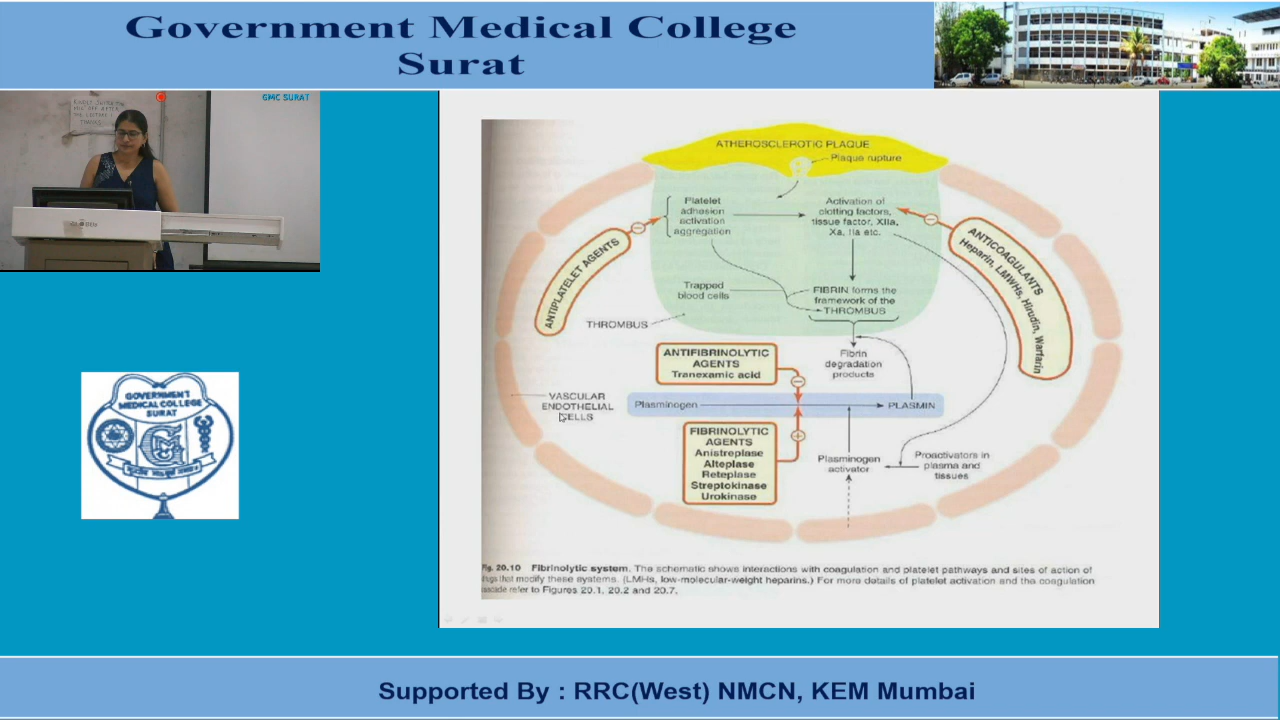 Government Medical College
Surat
GMC SURAT
GOVERNMENT
MEDICAL COLLEGE
SURAT
ATHEROSCLEROTIC PLAQUE
Plaque rupture
Platelet
adhesion
activation
aggregation
Activation of
clotting factors,
tissue factor, XIIa,
Xa, IIa etc.
ANTIPLATELET AGENTS
ANTICOAGULANTS
Heparin, LMWHs, Hirudin, Warfarin
Trapped
blood cells
FIBRIN forms the
framework of the
THROMBUS
THROMBUS
ANTIFIBRINOLYTIC
AGENTS
Tranexamic acid
Fibrin
degradation
products
VASCULAR
ENDOTHELIAL
CELLS
Plasminogen
PLASMIN
FIBRINOLYTIC
AGENTS
Anistreplase
Alteplase
Reteplase
Streptokinase
Urokinase
Plasminogen
activator
Proactivators in
plasma and
tissues
Fig. 20.10 Fibrinolytic system. The schematic shows interactions with coagulation and platelet pathways and sites of action of
drugs that modify these systems. (LMHs, low-molecular-weight heparins.) For more details of platelet activation and the coagulation
cascade refer to Figures 20.1, 20.2 and 20.7.
Supported By : RRC(West) NMCN, KEM Mumbai